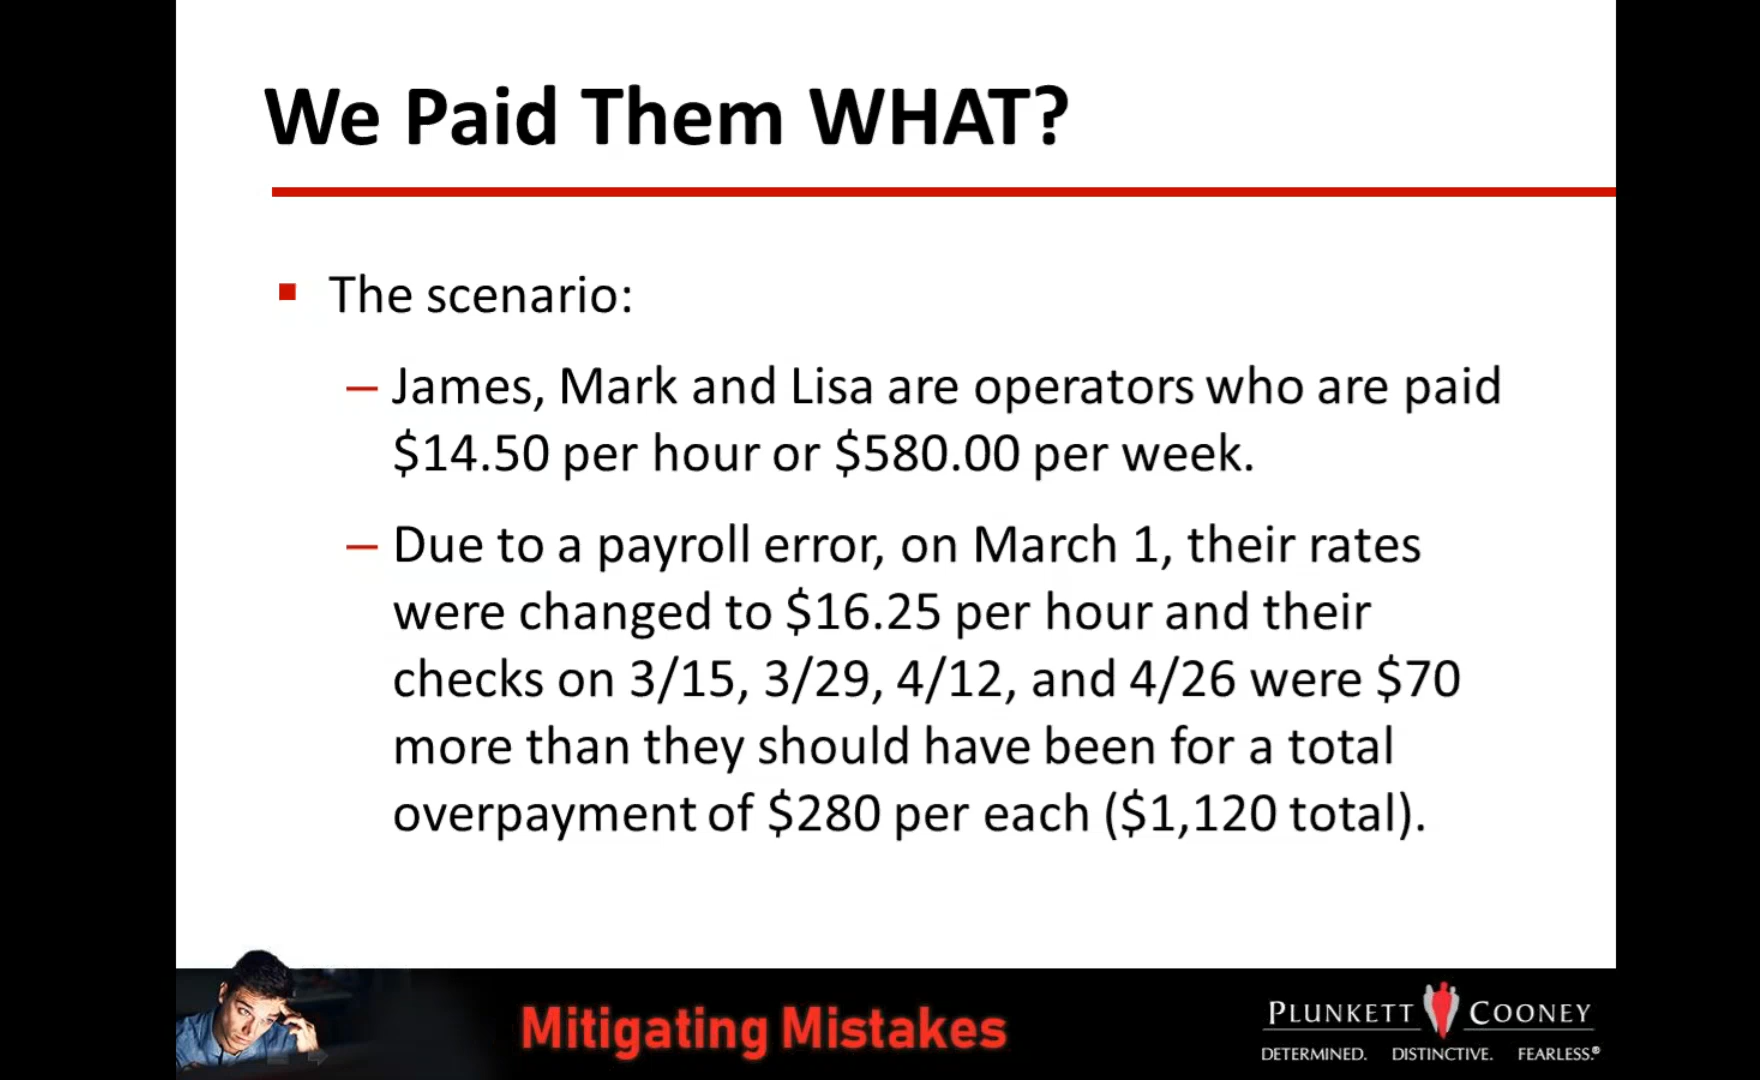 We Paid Them WHAT?
The scenario:
– James, Mark and Lisa are operators who are paid
$14.50 per hour or $580.00 per week.
– Due to a payroll error, on March 1, their rates
were changed to $16.25 per hour and their
checks on 3/15, 3/29, 4/12, and 4/26 were $70
more than they should have been for a total
overpayment of $280 per each ($1,120 total).
Mitigating Mistakes
PLUNKETT COONEY
DETERMINED. DISTINCTIVE. FEARLESS.®